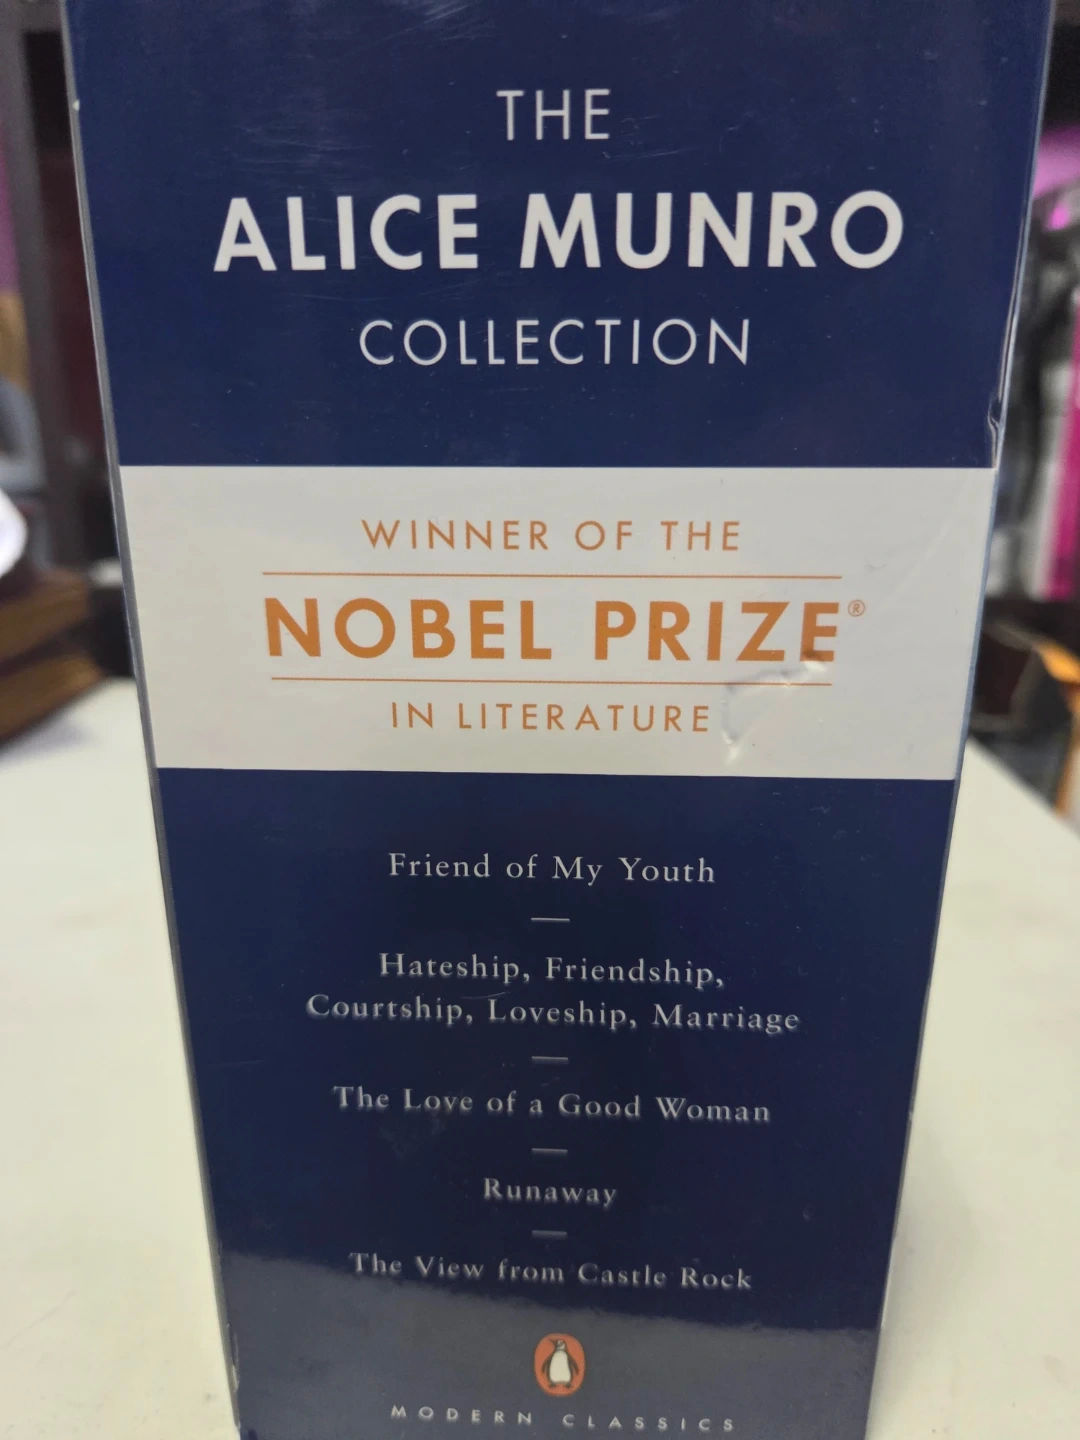 THE
ALICE MUNRO
COLLECTION
WINNER OF THE
NOBEL PRIZE®
IN LITERATURE
Friend of My Youth
—
Hateship, Friendship,
Courtship, Loveship, Marriage
—
The Love of a Good Woman
—
Runaway
—
The View from Castle Rock
MODERN CLASSICS